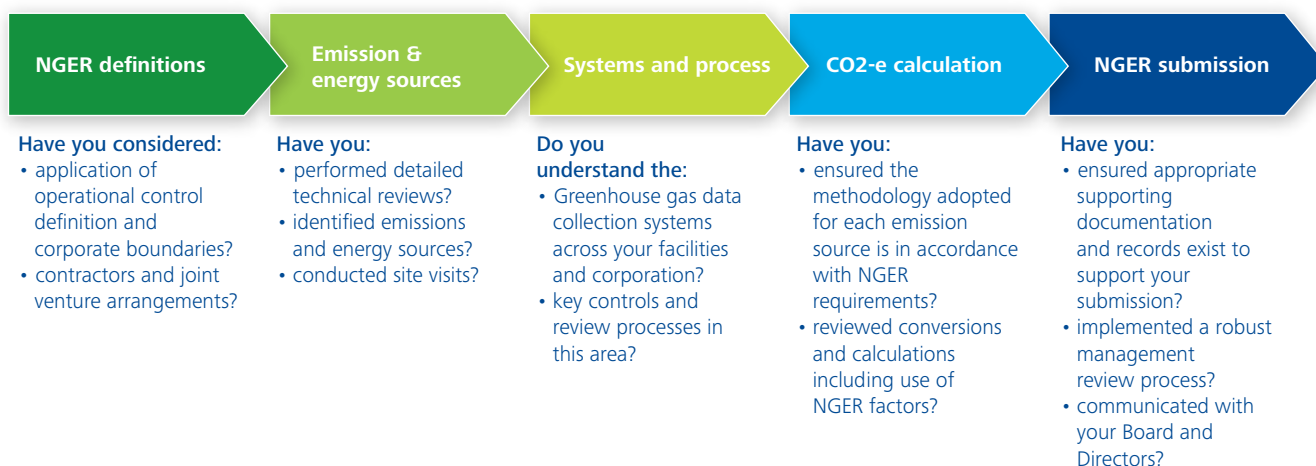 NGER definitions
Emission &
energy sources
Systems and process
CO2-e calculation
NGER submission
Have you considered:
• application of
operational control
definition and
corporate boundaries?
• contractors and joint
venture arrangements?
Have you:
• performed detailed
technical reviews?
• identified emissions
and energy sources?
• conducted site visits?
Do you
understand the:
• Greenhouse gas data
collection systems
across your facilities
and corporation?
• key controls and
review processes in
this area?
Have you:
• ensured the
methodology adopted
for each emission
source is in accordance
with NGER
requirements?
• reviewed conversions
and calculations
including use of
NGER factors?
Have you:
• ensured appropriate
supporting
documentation
and records exist to
support your
submission?
• implemented a robust
management
review process?
• communicated with
your Board and
Directors?